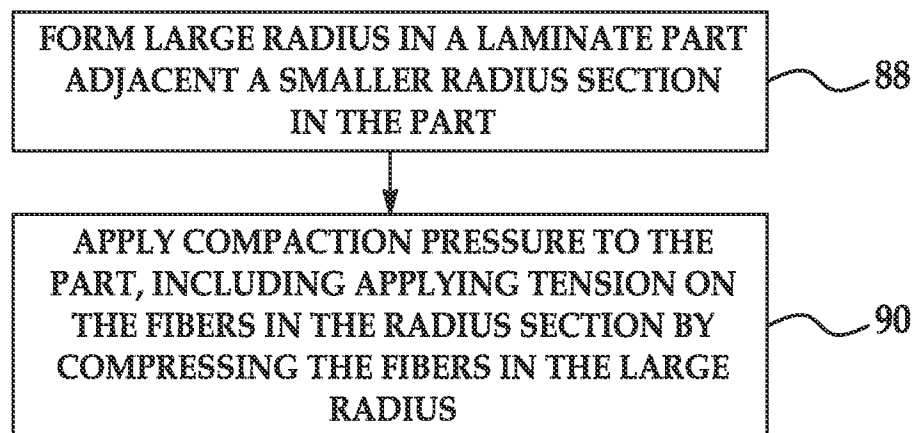 FORM LARGE RADIUS IN A LAMINATE PART
ADJACENT A SMALLER RADIUS SECTION
IN THE PART
88
APPLY COMPACTION PRESSURE TO THE
PART, INCLUDING APPLYING TENSION ON
THE FIBERS IN THE RADIUS SECTION BY
COMPRESSING THE FIBERS IN THE LARGE
RADIUS
90